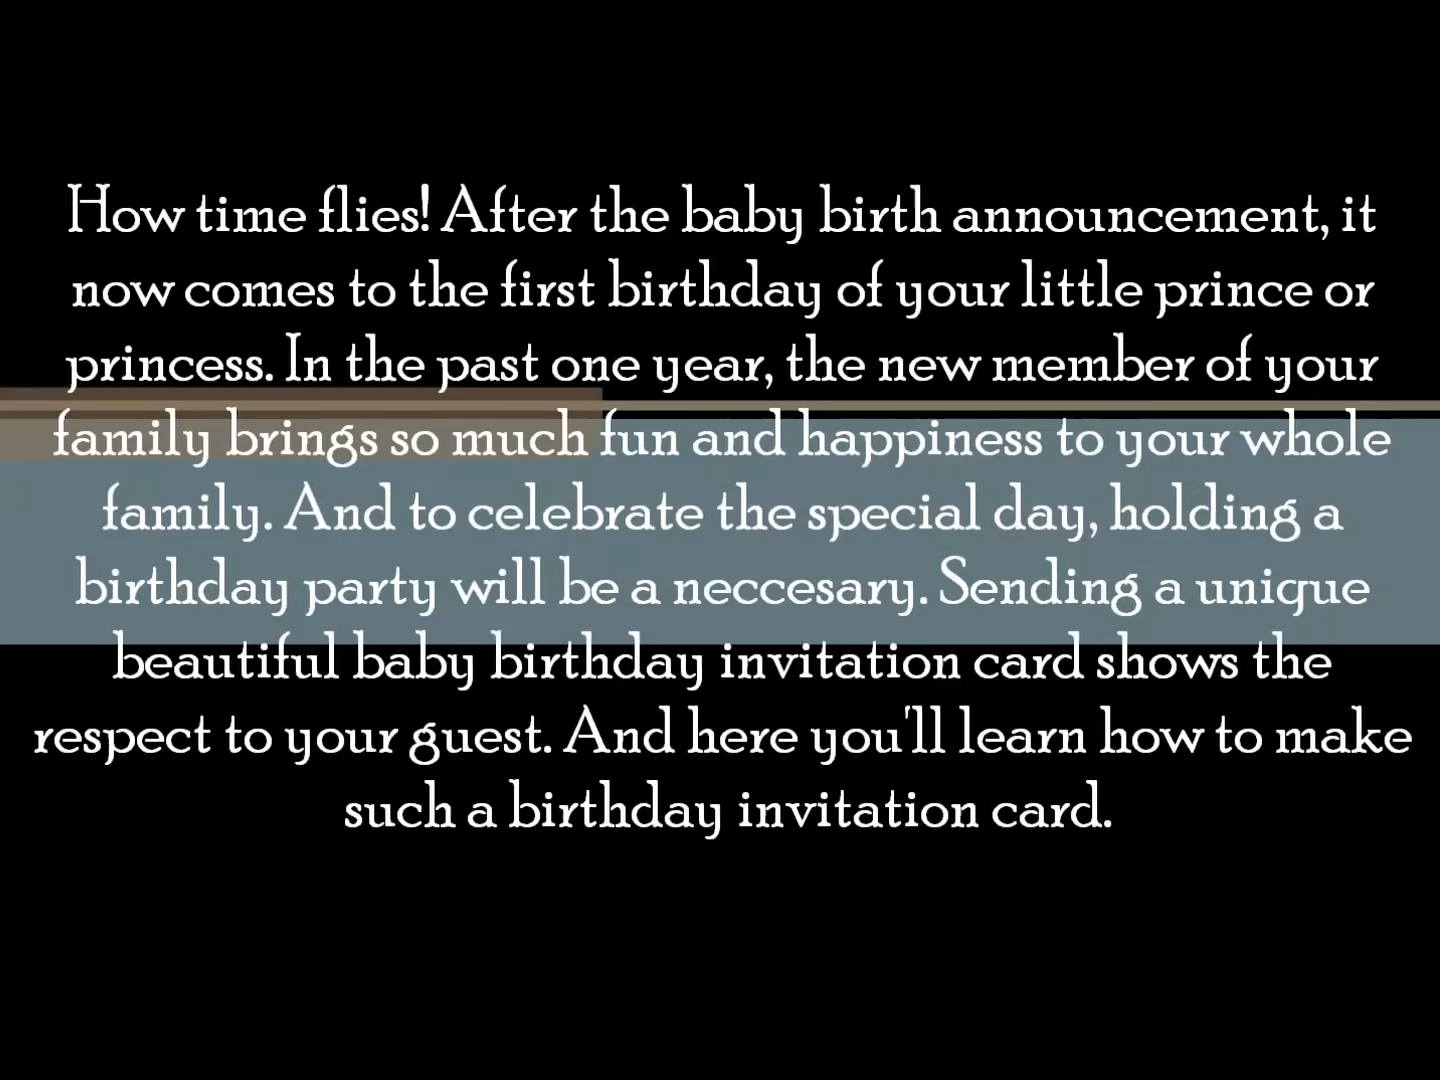 How time flies! After the baby birth announcement, it
now comes to the first birthday of your little prince or
princess. In the past one year, the new member of your
family brings so much fun and happiness to your whole
family. And to celebrate the special day, holding a
birthday party will be a neccesary. Sending a unique
beautiful baby birthday invitation card shows the
respect to your guest. And here you'll learn how to make
such a birthday invitation card.